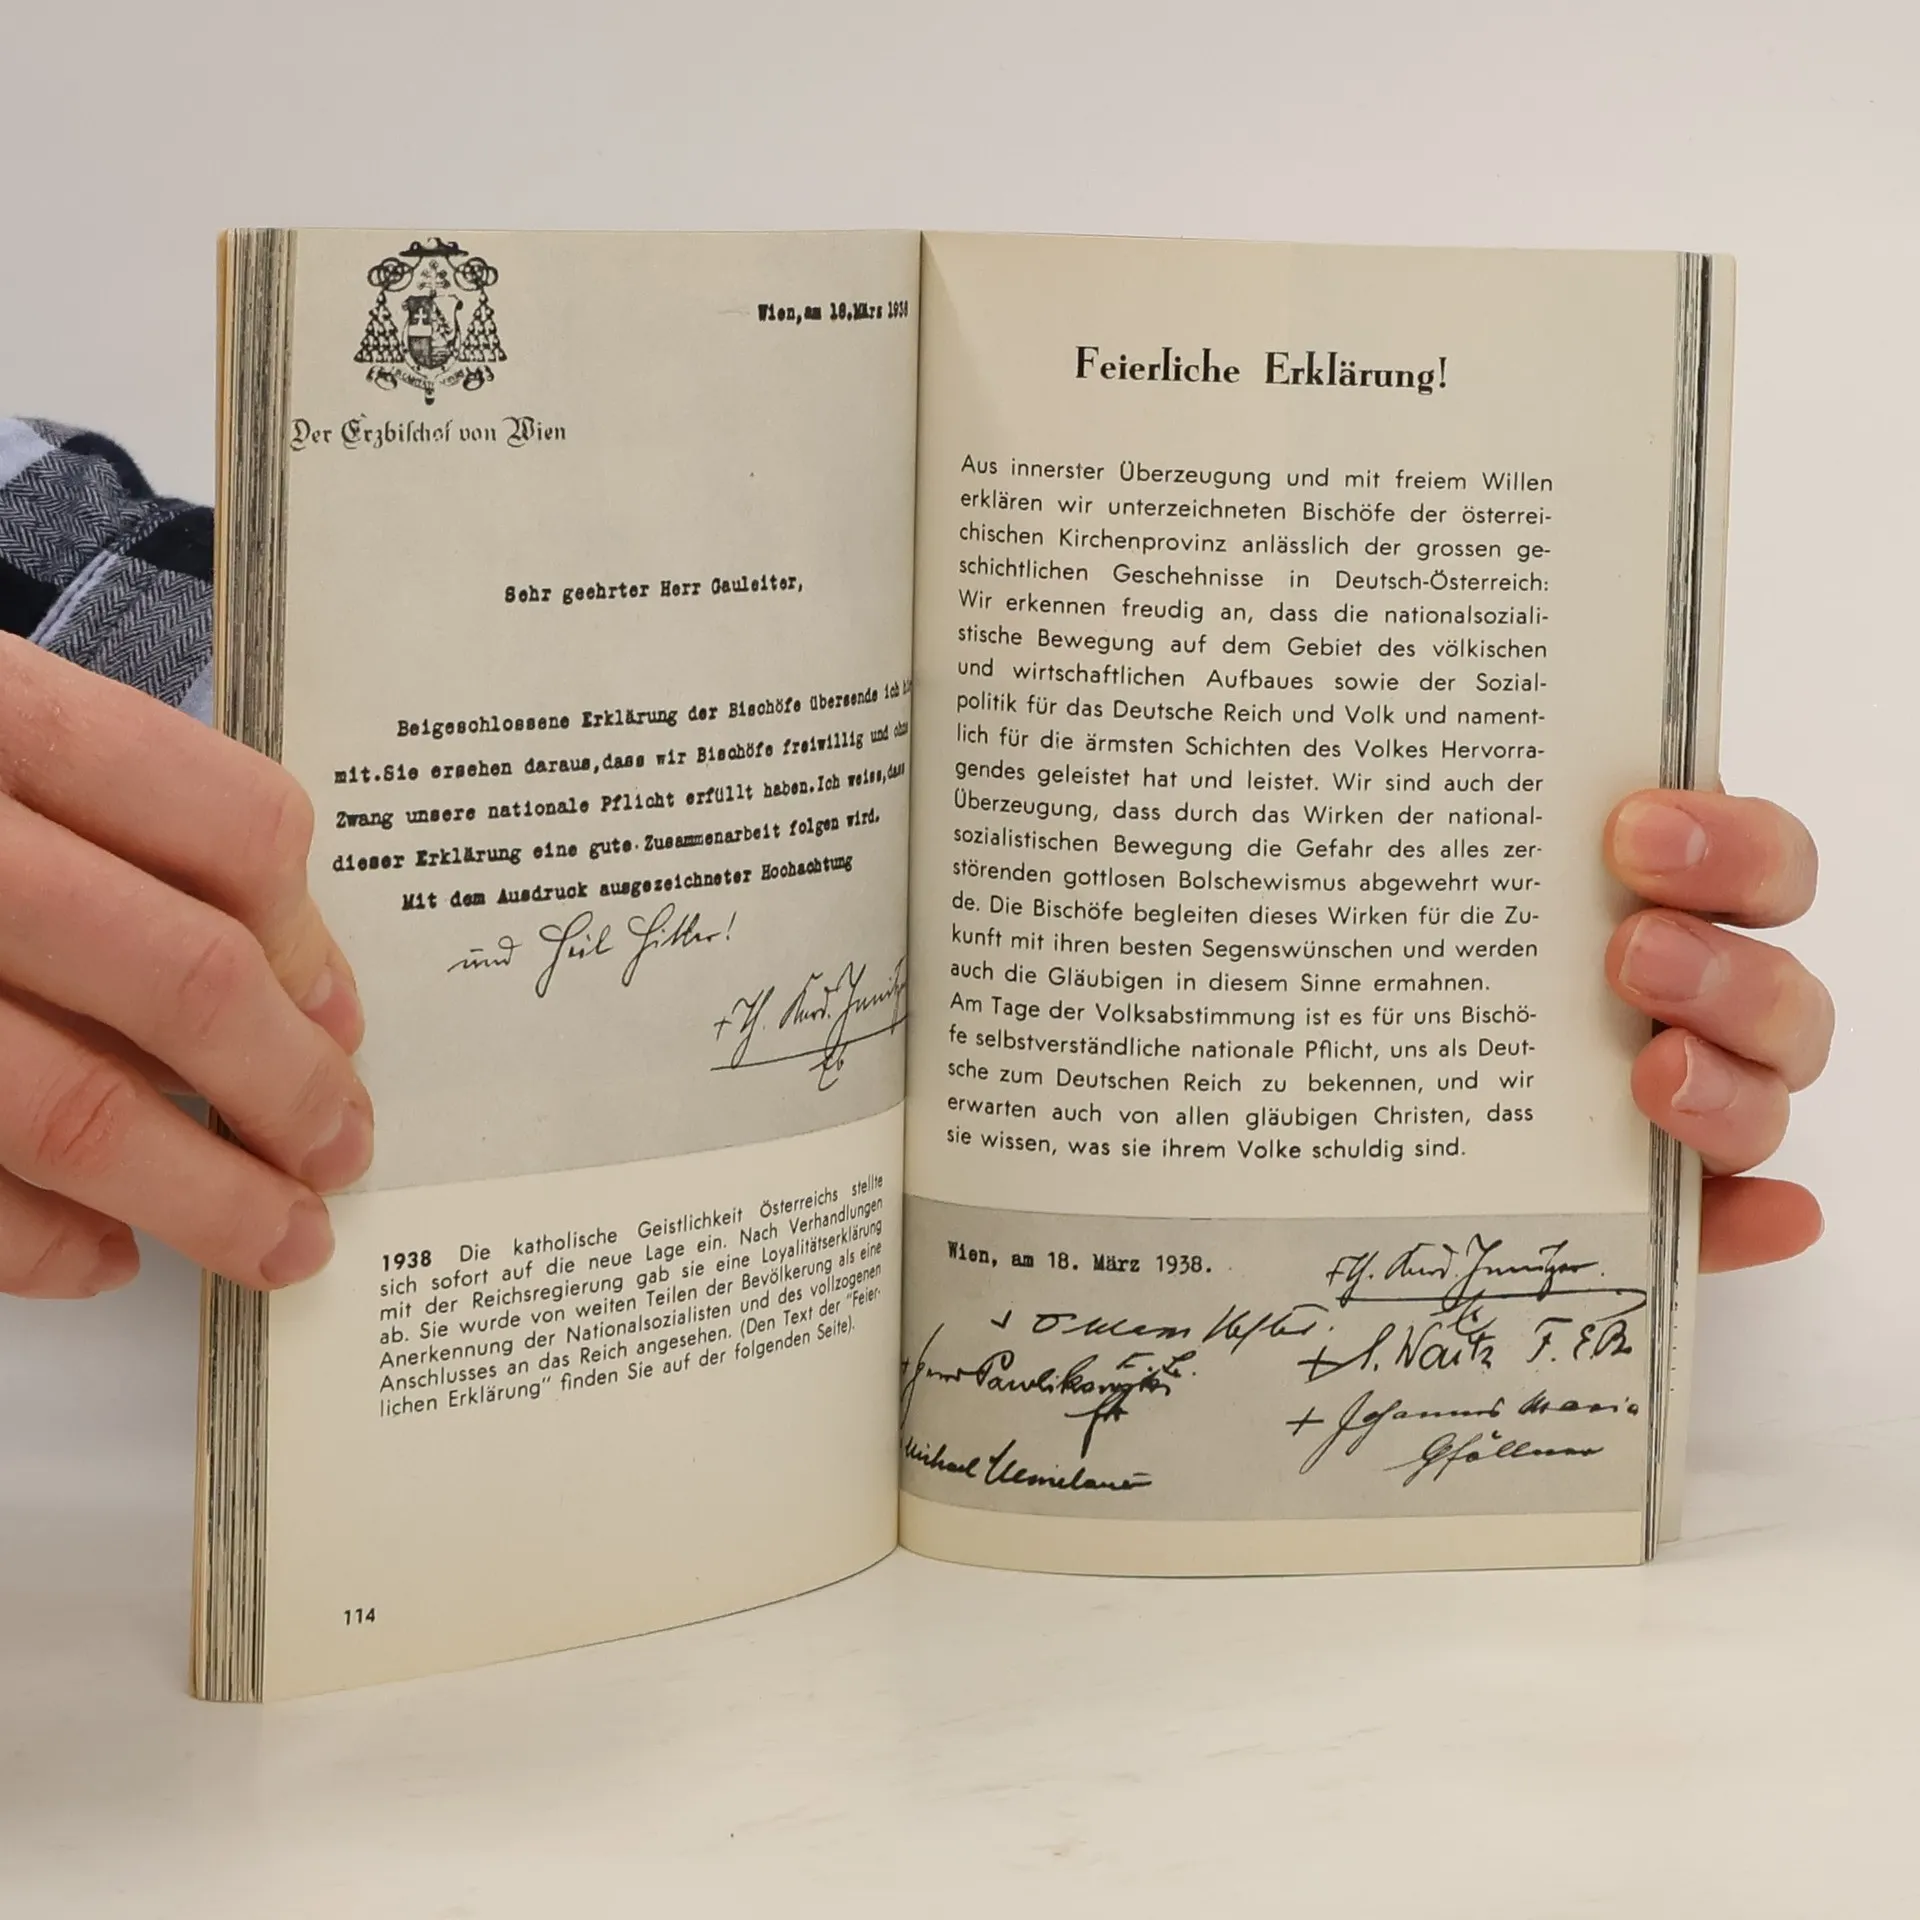 Wien, am 18. März 1938
Der Erzbischof von Wien
Sehr geehrter Herr Gauleiter,
Beigeschlossene Erklärung der Bischöfe übersende ich
mit.Sie ersehen daraus,dass wir Bischöfe freiwillig und ohne
Zwang unsere nationale Pflicht erfüllt haben.Ich weiss,dass
dieser Erklärung eine gute Zusammenarbeit folgen wird.
Mit dem Ausdruck ausgezeichneter Hochachtung
und Heil Hitler!
+Th. Kard. Innitzer
1938 Die katholische Geistlichkeit Österreichs stellte
sich sofort auf die neue Lage ein. Nach Verhandlungen
mit der Reichsregierung gab sie eine Loyalitätserklärung
ab. Sie wurde von weiten Teilen der Bevölkerung als eine
Anerkennung der Nationalsozialisten und des vollzogenen
Anschlusses an das Reich angesehen. (Den Text der "Feier-
lichen Erklärung" finden Sie auf der folgenden Seite).
114
Feierliche Erklärung!
Aus innerster Überzeugung und mit freiem Willen
erklären wir unterzeichneten Bischöfe der österrei-
chischen Kirchenprovinz anlässlich der grossen ge-
schichtlichen Geschehnisse in Deutsch-Österreich:
Wir erkennen freudig an, dass die nationalsoziali-
stische Bewegung auf dem Gebiet des völkischen
und wirtschaftlichen Aufbaues sowie der Sozial-
politik für das Deutsche Reich und Volk und nament-
lich für die ärmsten Schichten des Volkes Hervorra-
gendes geleistet hat und leistet. Wir sind auch der
Überzeugung, dass durch das Wirken der national-
sozialistischen Bewegung die Gefahr des alles zer-
störenden gottlosen Bolschewismus abgewehrt wur-
de. Die Bischöfe begleiten dieses Wirken für die Zu-
kunft mit ihren besten Segenswünschen und werden
auch die Gläubigen in diesem Sinne ermahnen.
Am Tage der Volksabstimmung ist es für uns Bischö-
fe selbstverständliche nationale Pflicht, uns als Deut-
sche zum Deutschen Reich zu bekennen, und wir
erwarten auch von allen gläubigen Christen, dass
sie wissen, was sie ihrem Volke schuldig sind.
Wien, am 18. März 1938.
+Th. Kard. Innitzer.
+ S. Waitz F.E.B.
Pawlikowski
+ Johannes Maria
Gföllner
Michael Memelauer